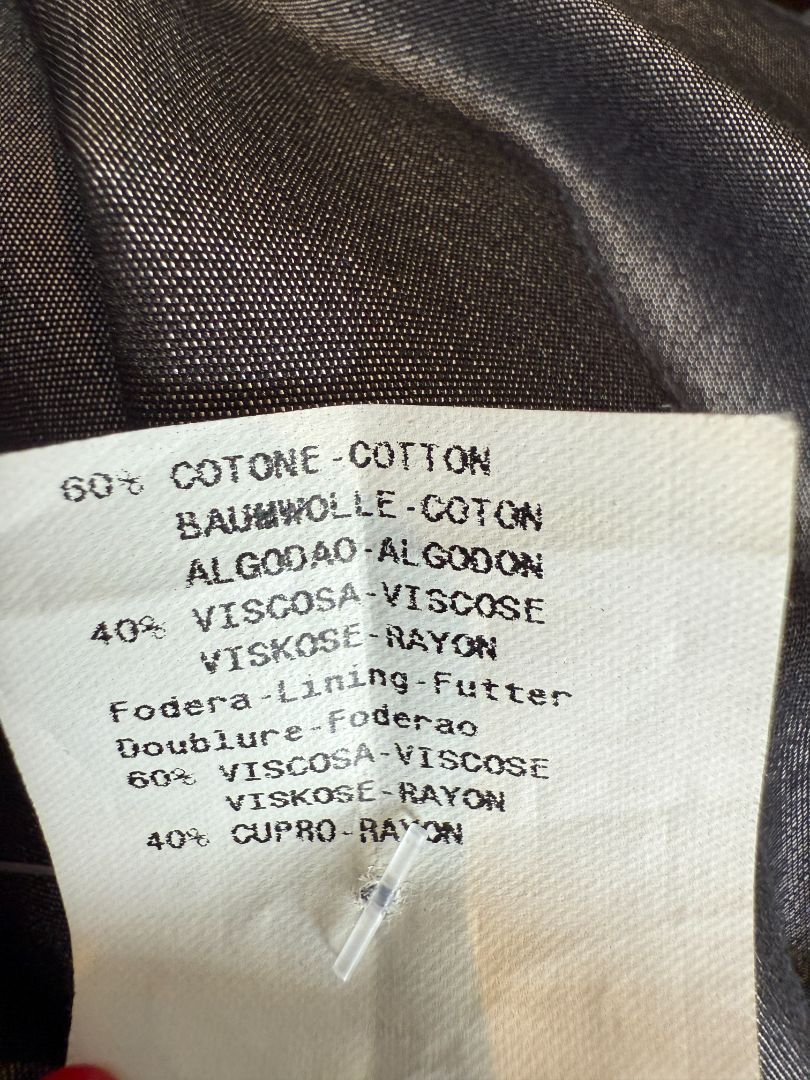 60% COTONE-COTTON
BAUMWOLLE-COTON
ALGODAO-ALGODON
40% VISCOSA-VISCOSE
VISKOSE-RAYON
Fodera-Lining-Futter
Doublure-Foderao
60% VISCOSA-VISCOSE
VISKOSE-RAYON
40% CUPRO-RAYON